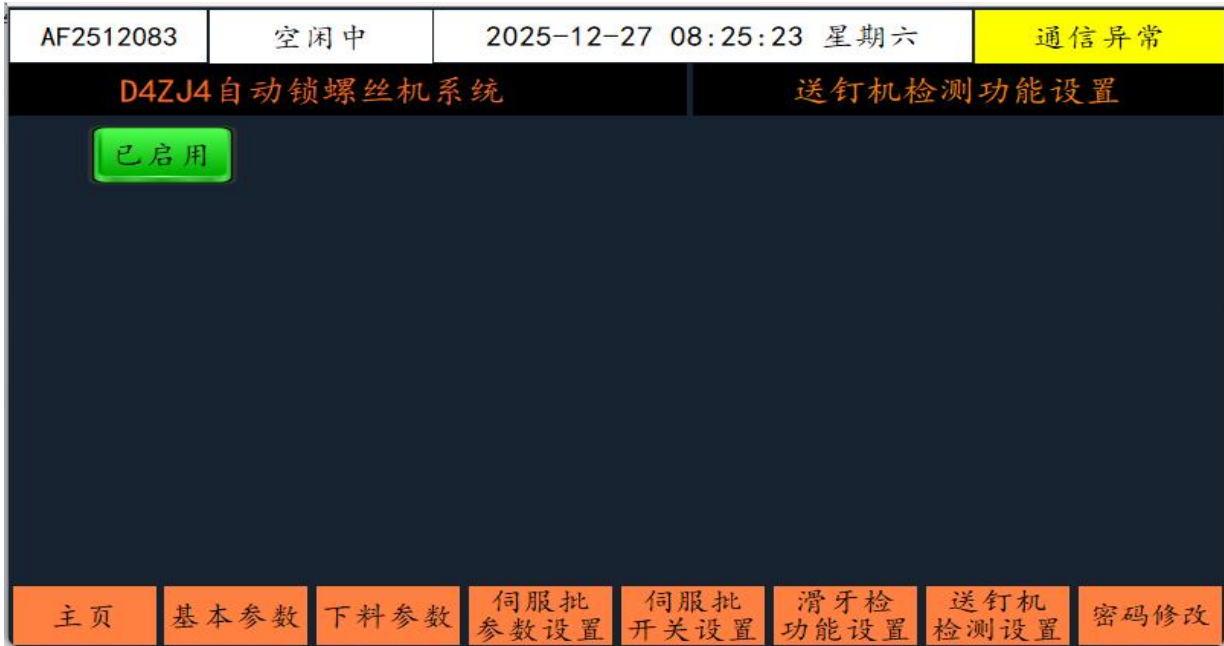 AF2512083 空闲中 2025-12-27 08:25:23 星期六 通信异常
D4ZJ4自动锁螺丝机系统 送钉机检测功能设置
已启用
主页
基本参数
下料参数
伺服批
参数设置
伺服批
开关设置
滑牙检
功能设置
送钉机
检测设置
密码修改